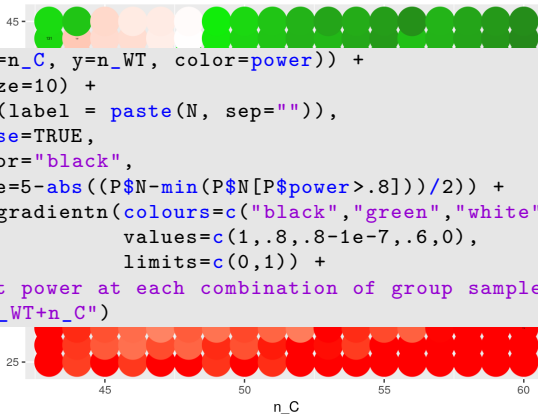 45
=n_C, y=n_WT, color=power)) +
ze=10) +
(label = paste(N, sep="")),
se=TRUE,
or="black",
e=5-abs((P$N-min(P$N[P$power>.8]))/2)) +
gradientn(colours=c("black","green","white"
values=c(1,.8,.8-1e-7,.6,0),
limits=c(0,1)) +
t power at each combination of group sample
_WT+n_C")
25
45 50 55 60
n_C